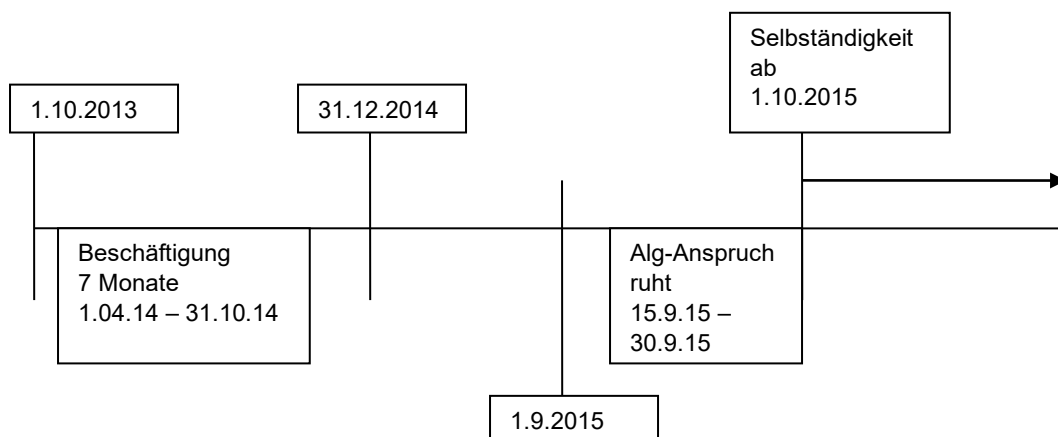 Selbständigkeit
ab
1.10.2015
1.10.2013
31.12.2014
Beschäftigung
7 Monate
1.04.14 – 31.10.14
Alg-Anspruch
ruht
15.9.15 –
30.9.15
1.9.2015